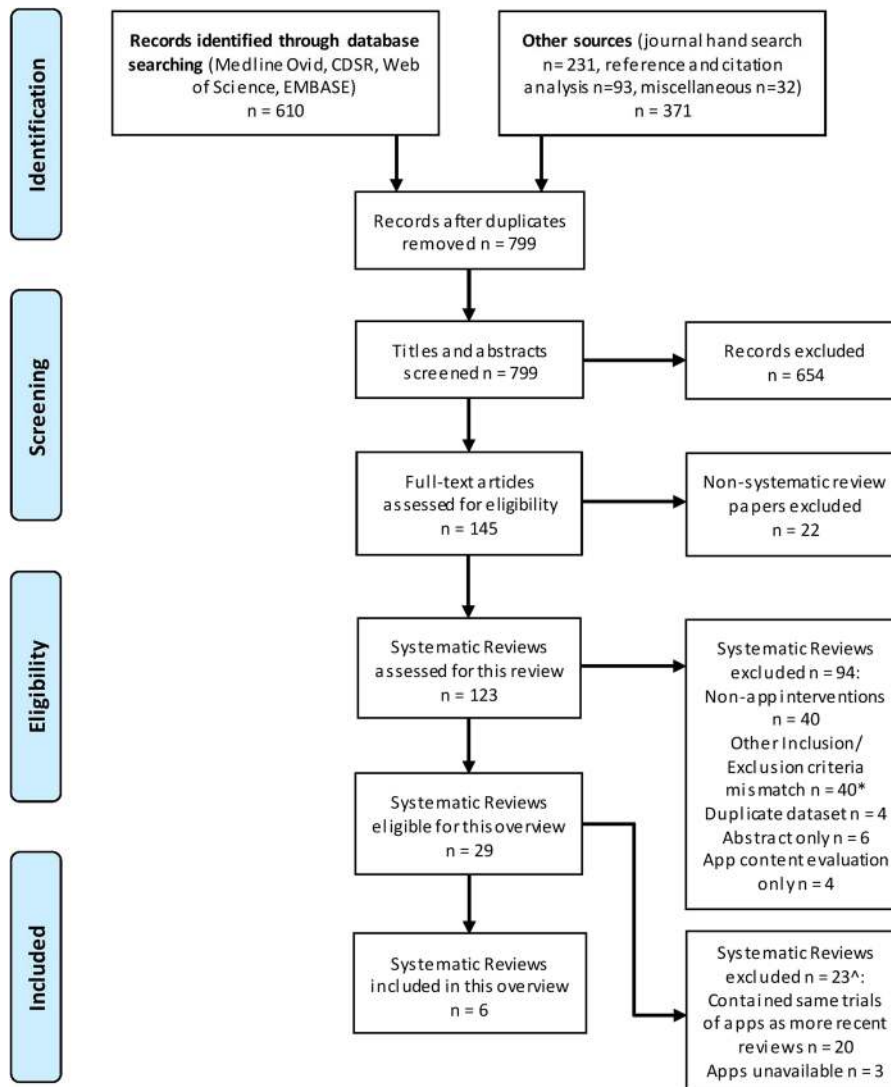 Identification
Records identified through database
searching (Medline Ovid, CDSR, Web
of Science, EMBASE)
n = 610
Other sources (journal hand search
n= 231, reference and citation
analysis n=93, miscellaneous n=32)
n = 371
Records after duplicates
removed n = 799
Screening
Titles and abstracts
screened n = 799
Records excluded
n = 654
Full-text articles
assessed for eligibility
n = 145
Non-systematic review
papers excluded
n = 22
Eligibility
Systematic Reviews
assessed for this review
n = 123
Systematic Reviews
excluded n = 94:
Non-app interventions
n = 40
Other Inclusion/
Exclusion criteria
mismatch n = 40*
Duplicate dataset n = 4
Abstract only n = 6
App content evaluation
only n = 4
Systematic Reviews
eligible for this overview
n = 29
Included
Systematic Reviews
included in this overview
n = 6
Systematic Reviews
excluded n = 23^:
Contained same trials
of apps as more recent
reviews n = 20
Apps unavailable n = 3